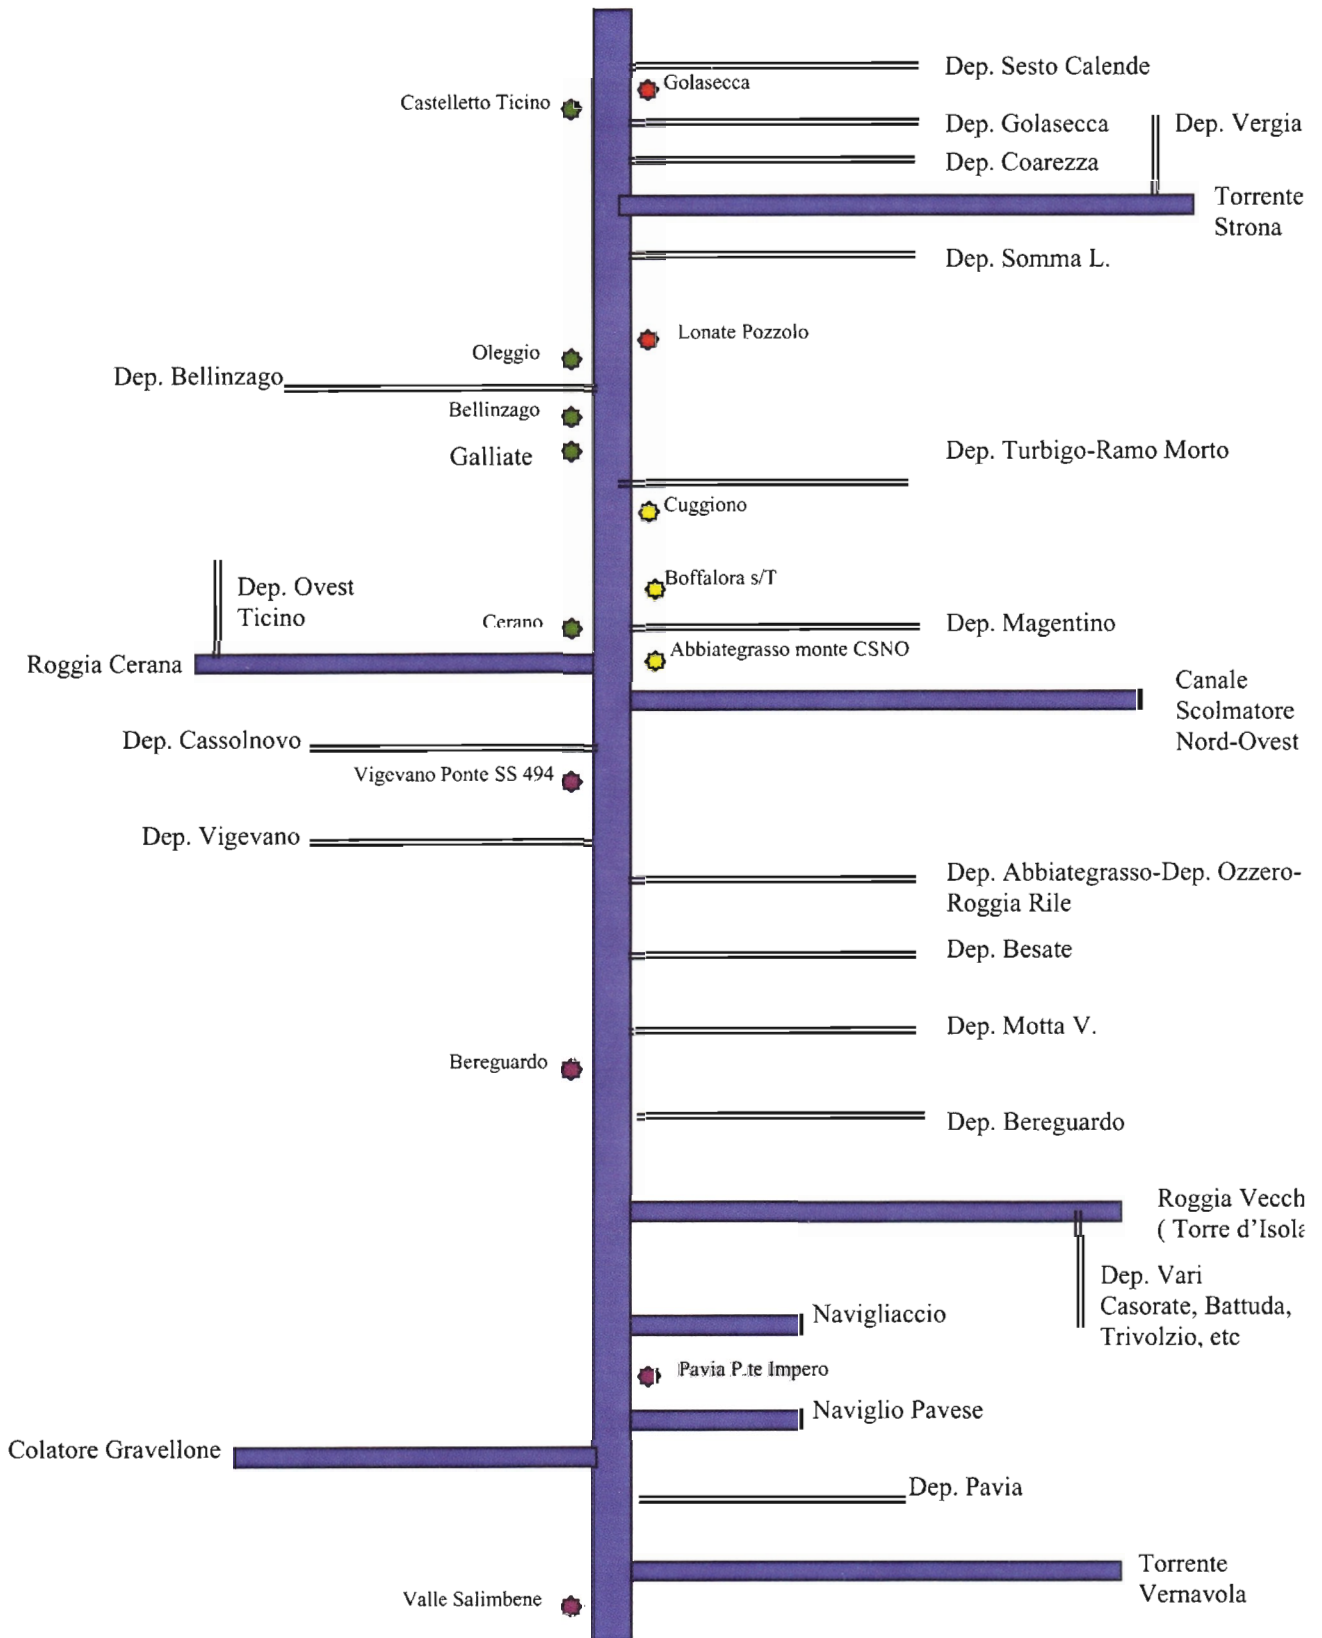 Dep. Sesto Calende
Golasecca
Castelletto Ticino
Dep. Golasecca
Dep. Vergia
Dep. Coarezza
Torrente
Strona
Dep. Somma L.
Lonate Pozzolo
Oleggio
Dep. Bellinzago
Bellinzago
Galliate
Dep. Turbigo-Ramo Morto
Cuggiono
Boffalora s/T
Dep. Ovest
Ticino
Cerano
Dep. Magentino
Abbiategrasso monte CSNO
Roggia Cerana
Canale
Scolmatore
Nord-Ovest
Dep. Cassolnovo
Vigevano Ponte SS 494
Dep. Vigevano
Dep. Abbiategrasso-Dep. Ozzero-
Roggia Rile
Dep. Besate
Dep. Motta V.
Bereguardo
Dep. Bereguardo
Roggia Vecch
( Torre d'Isola
Dep. Vari
Casorate, Battuda,
Trivolzio, etc
Navigliaccio
Pavia P.te Impero
Naviglio Pavese
Colatore Gravellone
Dep. Pavia
Torrente
Vernavola
Valle Salimbene